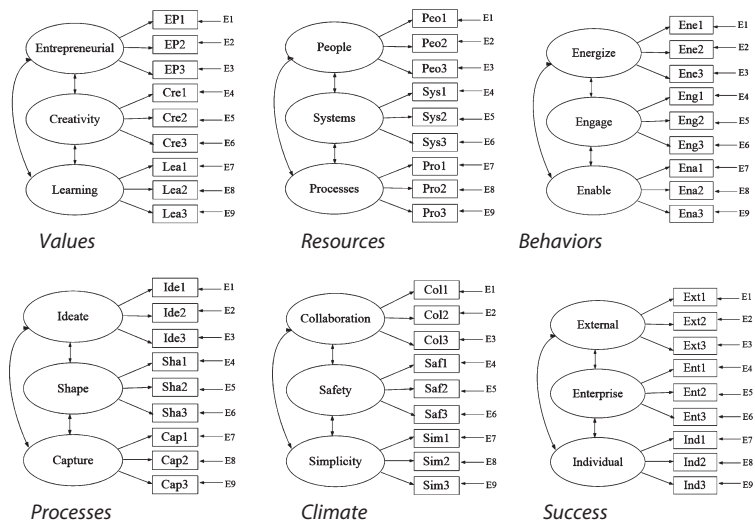 EP1 E1
Entrepreneurial EP2 E2
EP3 E3
Cre1 E4
Creativity Cre2 E5
Cre3 E6
Lea1 E7
Learning Lea2 E8
Lea3 E9
Values
Peo1 E1
People Peo2 E2
Peo3 E3
Sys1 E4
Systems Sys2 E5
Sys3 E6
Pro1 E7
Processes Pro2 E8
Pro3 E9
Resources
Ene1 E1
Energize Ene2 E2
Ene3 E3
Eng1 E4
Engage Eng2 E5
Eng3 E6
Ena1 E7
Enable Ena2 E8
Ena3 E9
Behaviors
Ide1 E1
Ideate Ide2 E2
Ide3 E3
Sha1 E4
Shape Sha2 E5
Sha3 E6
Cap1 E7
Capture Cap2 E8
Cap3 E9
Processes
Col1 E1
Collaboration Col2 E2
Col3 E3
Saf1 E4
Safety Saf2 E5
Saf3 E6
Sim1 E7
Simplicity Sim2 E8
Sim3 E9
Climate
Ext1 E1
External Ext2 E2
Ext3 E3
Ent1 E4
Enterprise Ent2 E5
Ent3 E6
Ind1 E7
Individual Ind2 E8
Ind3 E9
Success